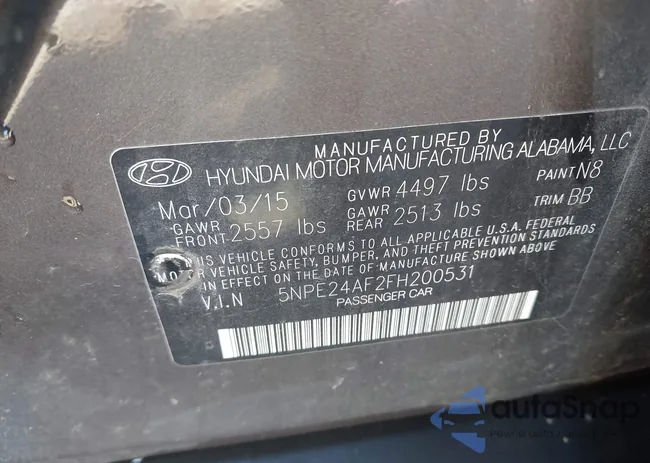 MANUFACTURED BY
HYUNDAI MOTOR MANUFACTURING ALABAMA, LLC
Mar/03/15 GVWR 4497 lbs PAINT N8
GAWR FRONT 2557 lbs GAWR REAR 2513 lbs TRIM BB
THIS VEHICLE CONFORMS TO ALL APPLICABLE U.S.A. FEDERAL
MOTOR VEHICLE SAFETY, BUMPER, AND THEFT PREVENTION STANDARDS
IN EFFECT ON THE DATE OF MANUFACTURE SHOWN ABOVE
V.I.N 5NPE24AF2FH200531
PASSENGER CAR
autoSnap